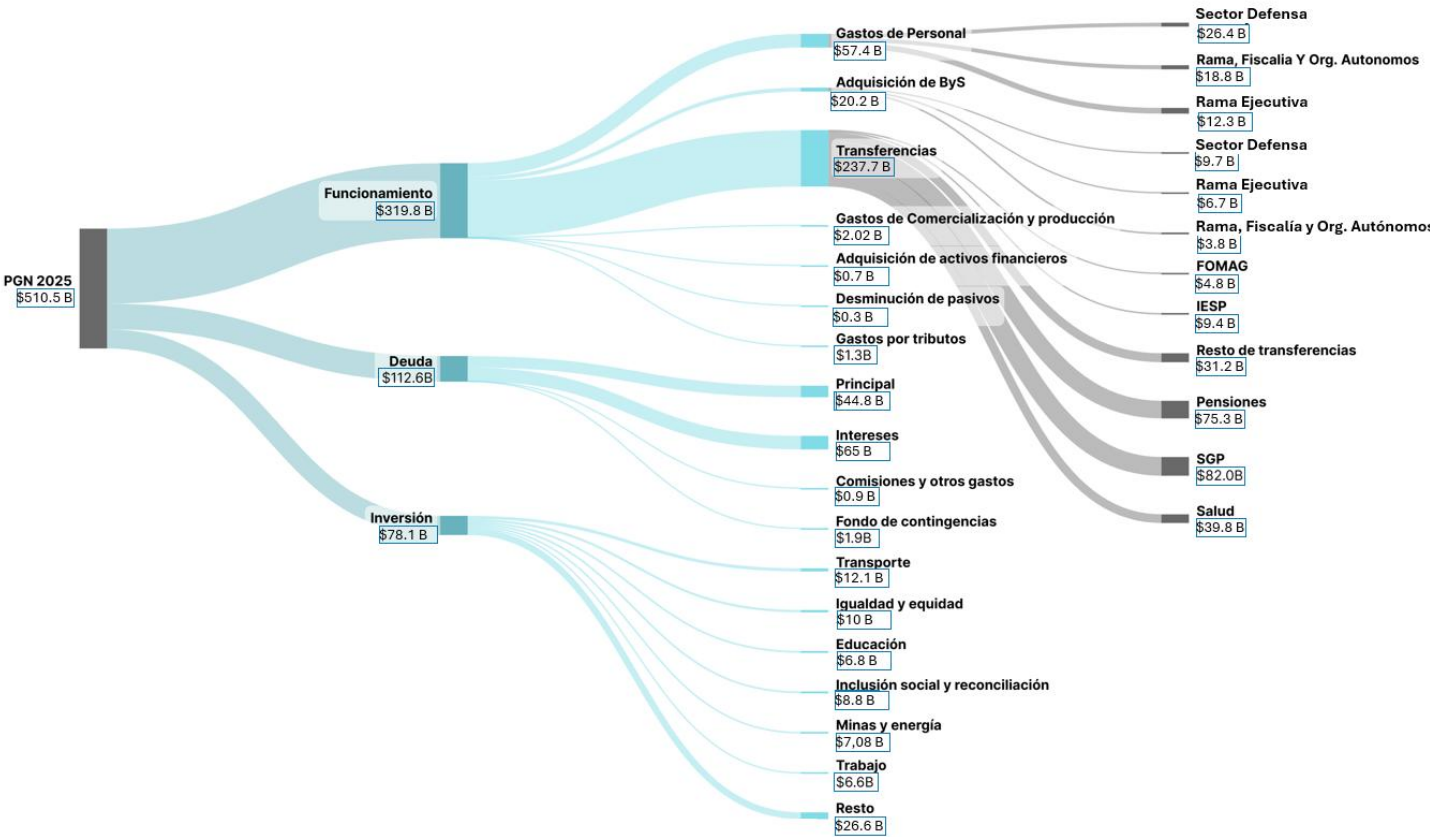 PGN 2025
$510.5 B
Funcionamiento
$319.8 B
Deuda
$112.6B
Inversión
$78.1 B
Gastos de Personal
$57.4 B
Adquisición de ByS
$20.2 B
Transferencias
$237.7 B
Gastos de Comercialización y producción
$2.02 B
Adquisición de activos financieros
$0.7 B
Desminución de pasivos
$0.3 B
Gastos por tributos
$1.3B
Principal
$44.8 B
Intereses
$65 B
Comisiones y otros gastos
$0.9 B
Fondo de contingencias
$1.9B
Transporte
$12.1 B
Igualdad y equidad
$10 B
Educación
$6.8 B
Inclusión social y reconciliación
$8.8 B
Minas y energía
$7,08 B
Trabajo
$6.6B
Resto
$26.6 B
Sector Defensa
$26.4 B
Rama, Fiscalia Y Org. Autonomos
$18.8 B
Rama Ejecutiva
$12.3 B
Sector Defensa
$9.7 B
Rama Ejecutiva
$6.7 B
Rama, Fiscalía y Org. Autónomos
$3.8 B
FOMAG
$4.8 B
IESP
$9.4 B
Resto de transferencias
$31.2 B
Pensiones
$75.3 B
SGP
$82.0B
Salud
$39.8 B